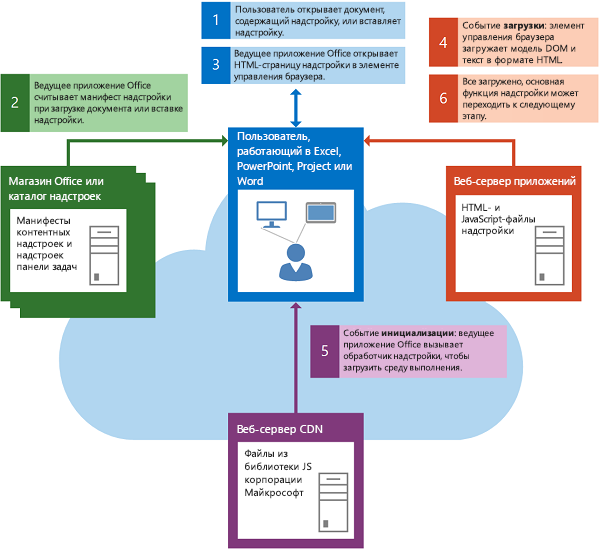 1
Пользователь открывает документ,
содержащий надстройку, или вставляет
надстройку.
3
Ведущее приложение Office открывает
HTML-страницу надстройки в элементе
управления браузера.
4
Событие загрузки: элемент
управления браузера
загружает модель DOM и
текст в формате HTML.
6
Все загружено, основная
функция надстройки может
переходить к следующему
этапу.
2
Ведущее приложение Office
считывает манифест надстройки
при загрузке документа или вставке
надстройки.
Пользователь,
работающий в Excel,
PowerPoint, Project или
Word
Магазин Office или
каталог надстроек
Манифесты
контентных
надстроек и
надстроек
панели задач
Веб-сервер приложений
HTML- и
JavaScript-файлы
надстройки
5
Событие инициализации: ведущее
приложение Office вызывает
обработчик надстройки, чтобы
загрузить среду выполнения.
Веб-сервер CDN
Файлы из
библиотеки JS
корпорации
Майкрософт